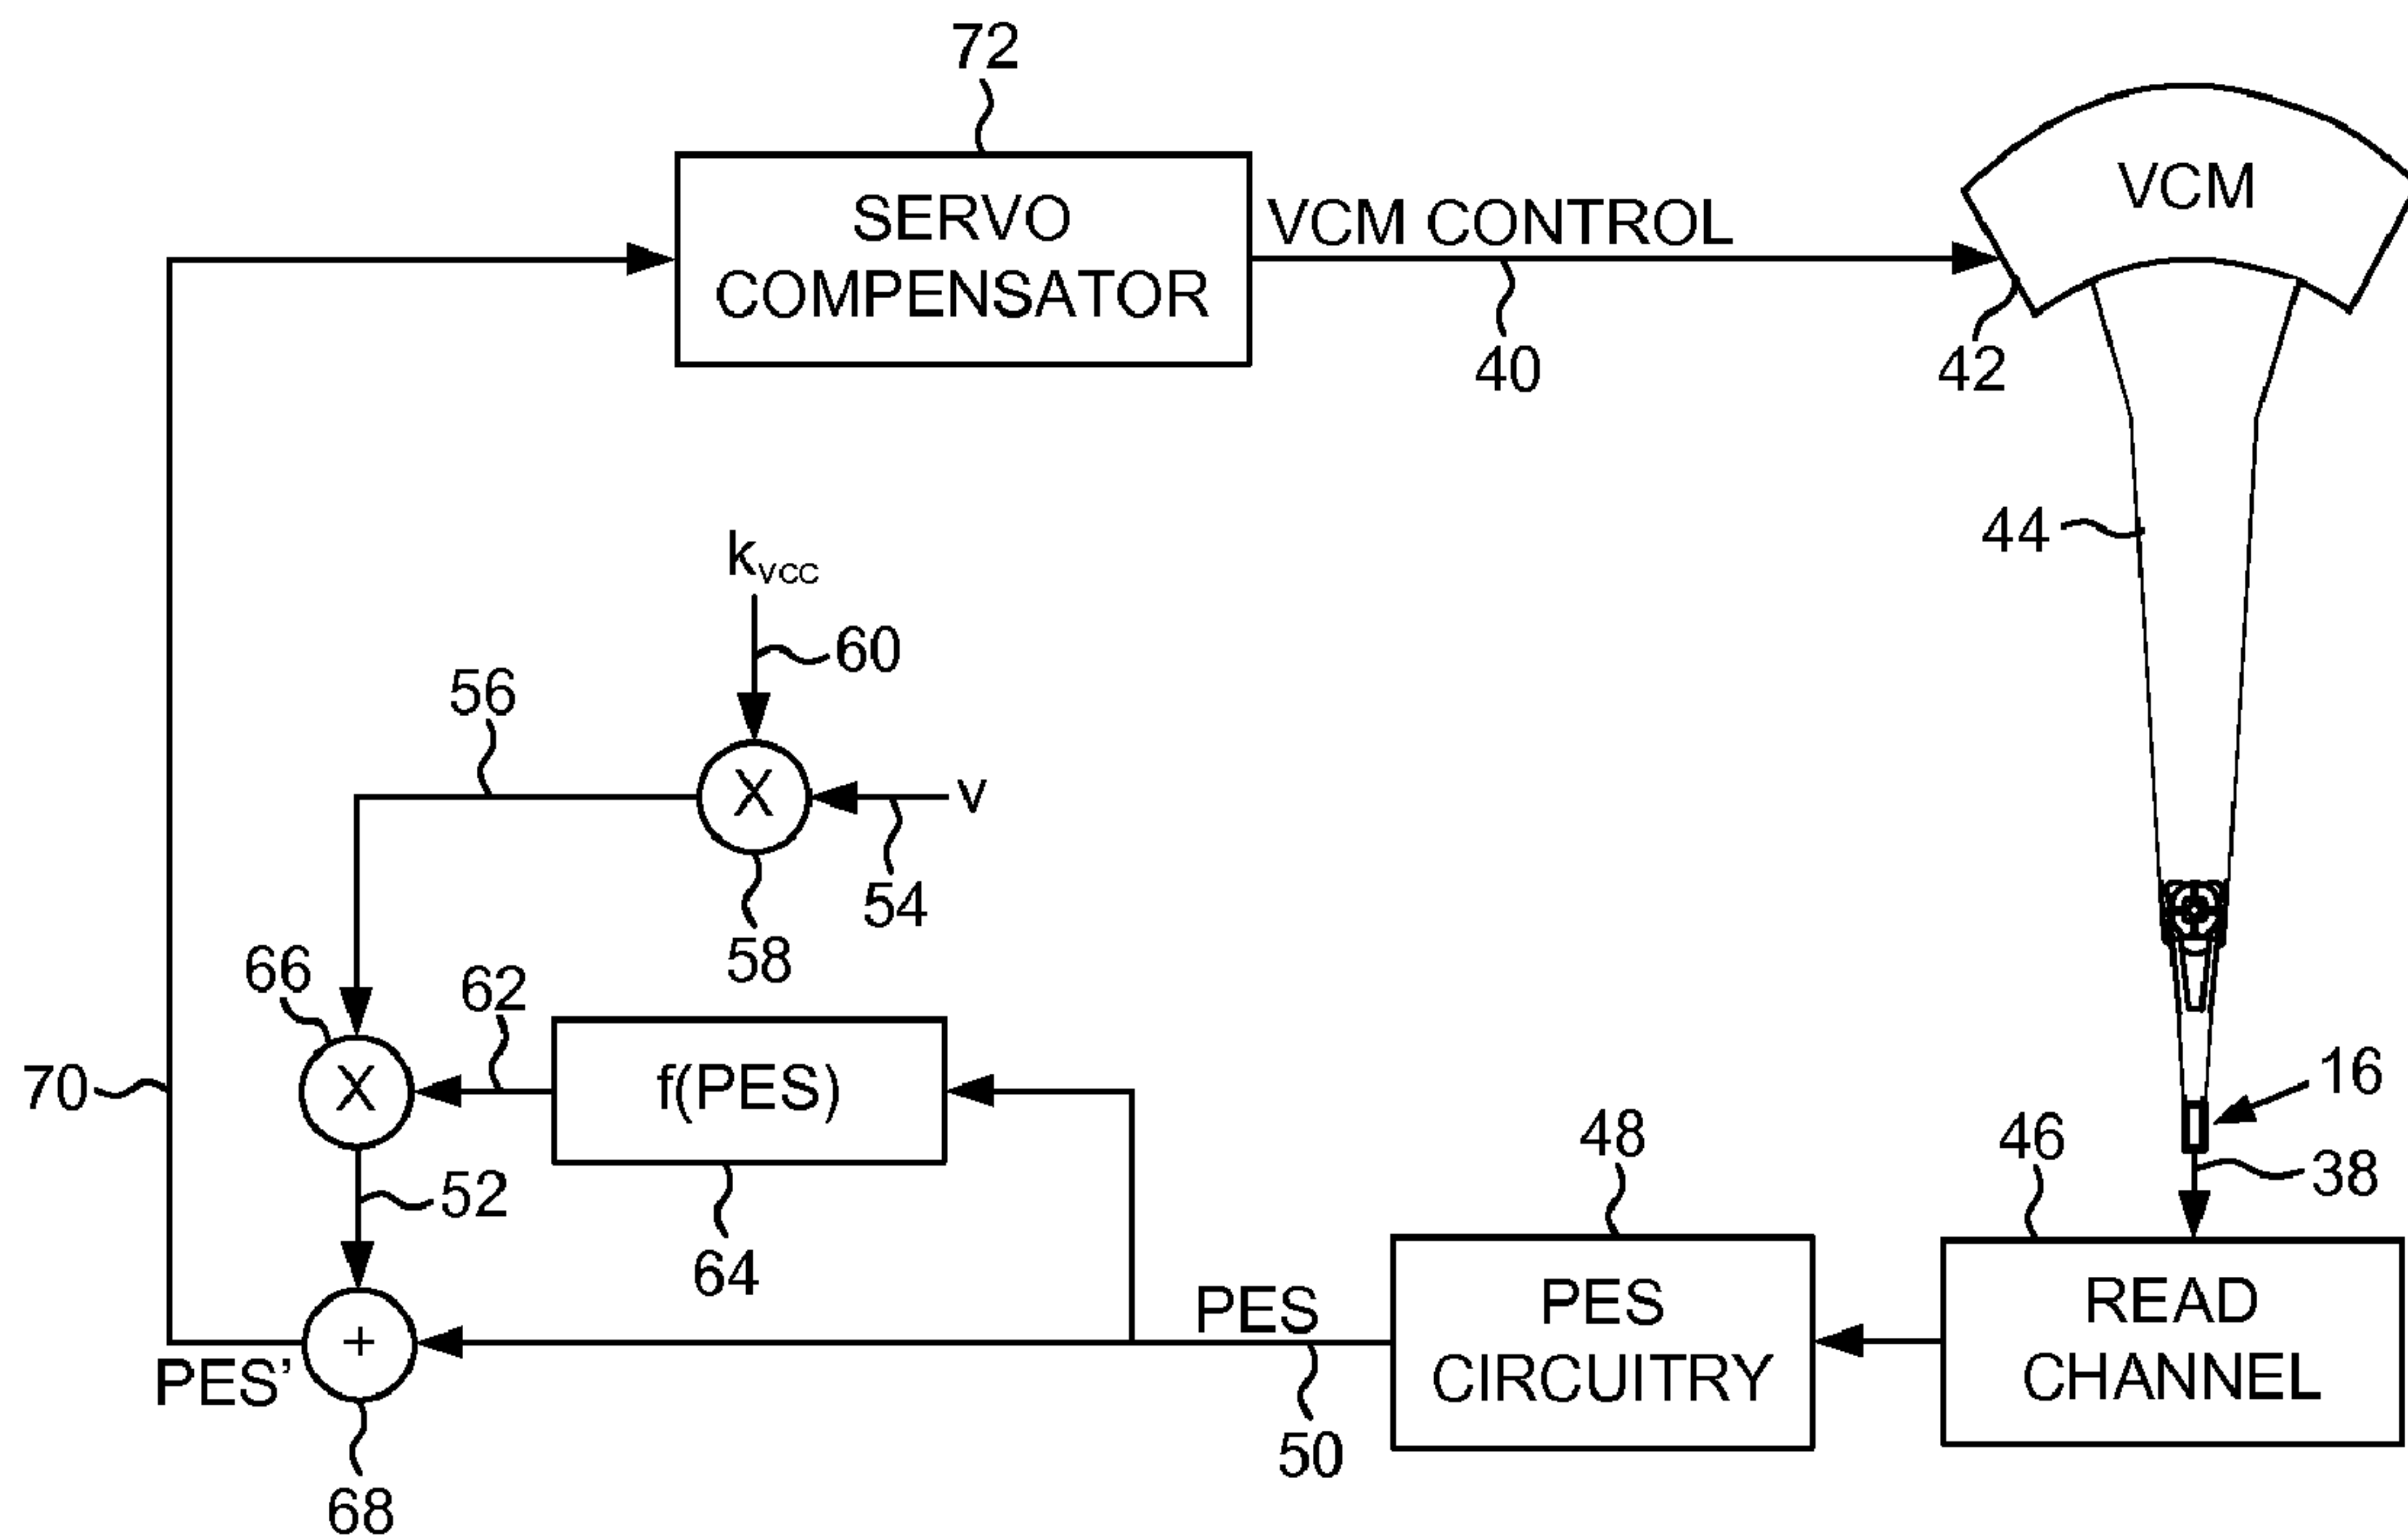 72
SERVO
COMPENSATOR
VCM CONTROL
40
VCM
42
44
kVCC
60
56
v
54
58
66
62
f(PES)
64
70
52
16
38
48
46
PES
PES
CIRCUITRY
READ
CHANNEL
+
PES’
50
68
X
X